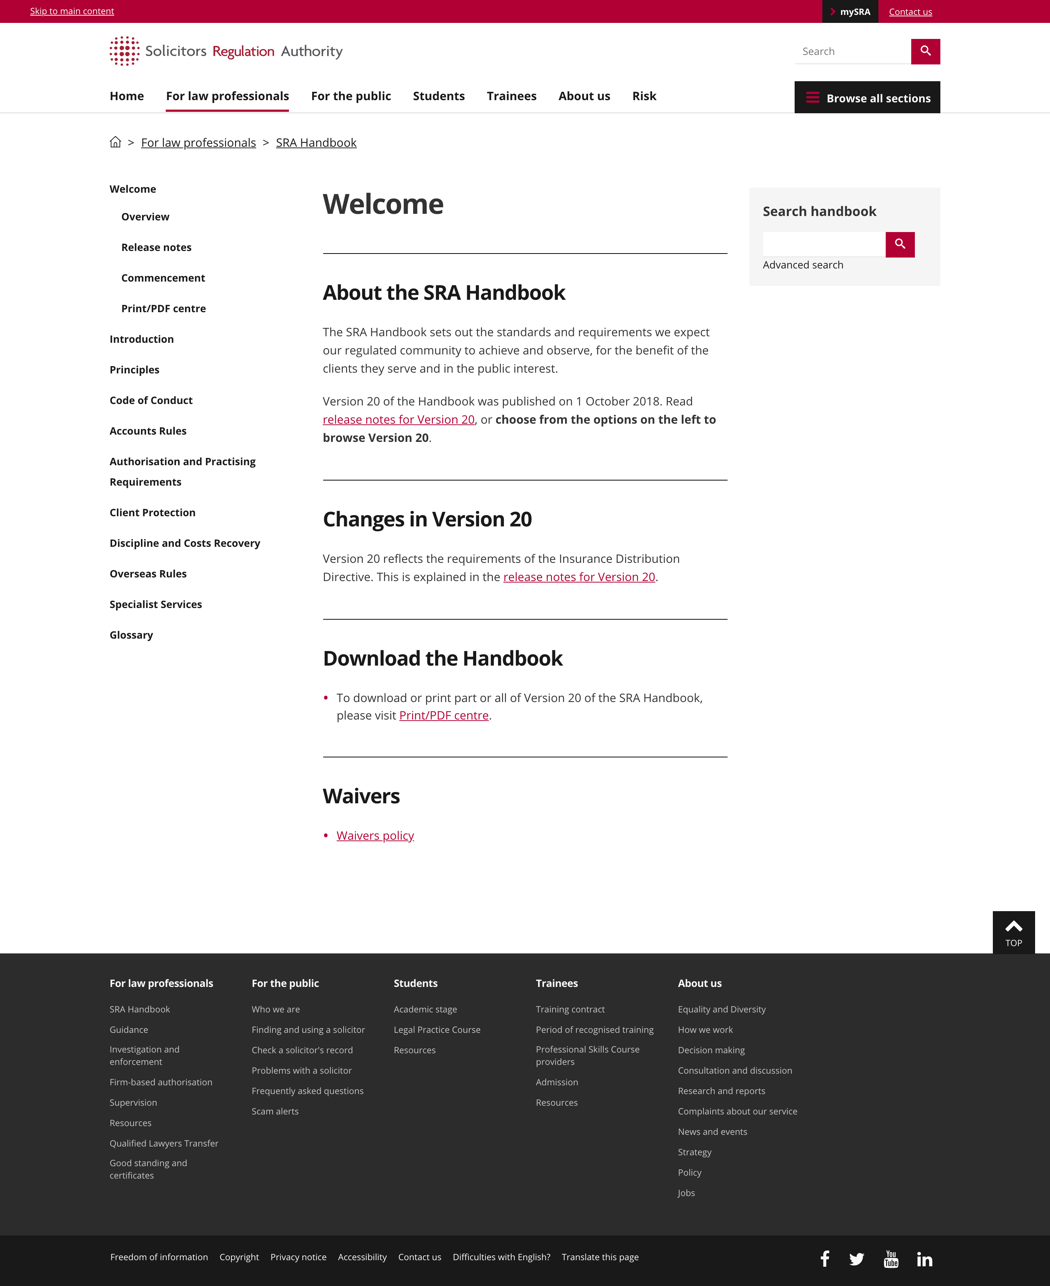 Skip to main content
mySRA
Contact us
Solicitors Regulation Authority
Search
Home
For law professionals
For the public
Students
Trainees
About us
Risk
Browse all sections
> For law professionals > SRA Handbook
Welcome
Overview
Release notes
Commencement
Print/PDF centre
Introduction
Principles
Code of Conduct
Accounts Rules
Authorisation and Practising
Requirements
Client Protection
Discipline and Costs Recovery
Overseas Rules
Specialist Services
Glossary
Welcome
About the SRA Handbook
The SRA Handbook sets out the standards and requirements we expect
our regulated community to achieve and observe, for the benefit of the
clients they serve and in the public interest.
Version 20 of the Handbook was published on 1 October 2018. Read
release notes for Version 20, or choose from the options on the left to
browse Version 20.
Changes in Version 20
Version 20 reflects the requirements of the Insurance Distribution
Directive. This is explained in the release notes for Version 20.
Download the Handbook
• To download or print part or all of Version 20 of the SRA Handbook,
please visit Print/PDF centre.
Waivers
• Waivers policy
Search handbook
Advanced search
TOP
For law professionals
SRA Handbook
Guidance
Investigation and
enforcement
Firm-based authorisation
Supervision
Resources
Qualified Lawyers Transfer
Good standing and
certificates
For the public
Who we are
Finding and using a solicitor
Check a solicitor's record
Problems with a solicitor
Frequently asked questions
Scam alerts
Students
Academic stage
Legal Practice Course
Resources
Trainees
Training contract
Period of recognised training
Professional Skills Course
providers
Admission
Resources
About us
Equality and Diversity
How we work
Decision making
Consultation and discussion
Research and reports
Complaints about our service
News and events
Strategy
Policy
Jobs
Freedom of information
Copyright
Privacy notice
Accessibility
Contact us
Difficulties with English?
Translate this page
You
Tube